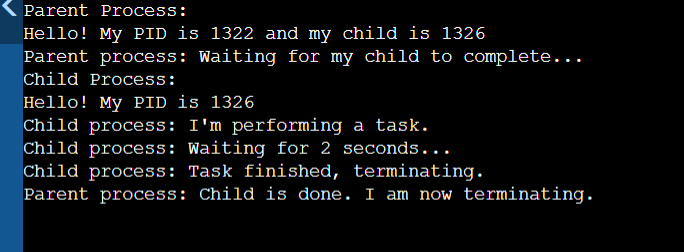 Parent Process:
Hello! My PID is 1322 and my child is 1326
Parent process: Waiting for my child to complete...
Child Process:
Hello! My PID is 1326
Child process: I'm performing a task.
Child process: Waiting for 2 seconds...
Child process: Task finished, terminating.
Parent process: Child is done. I am now terminating.